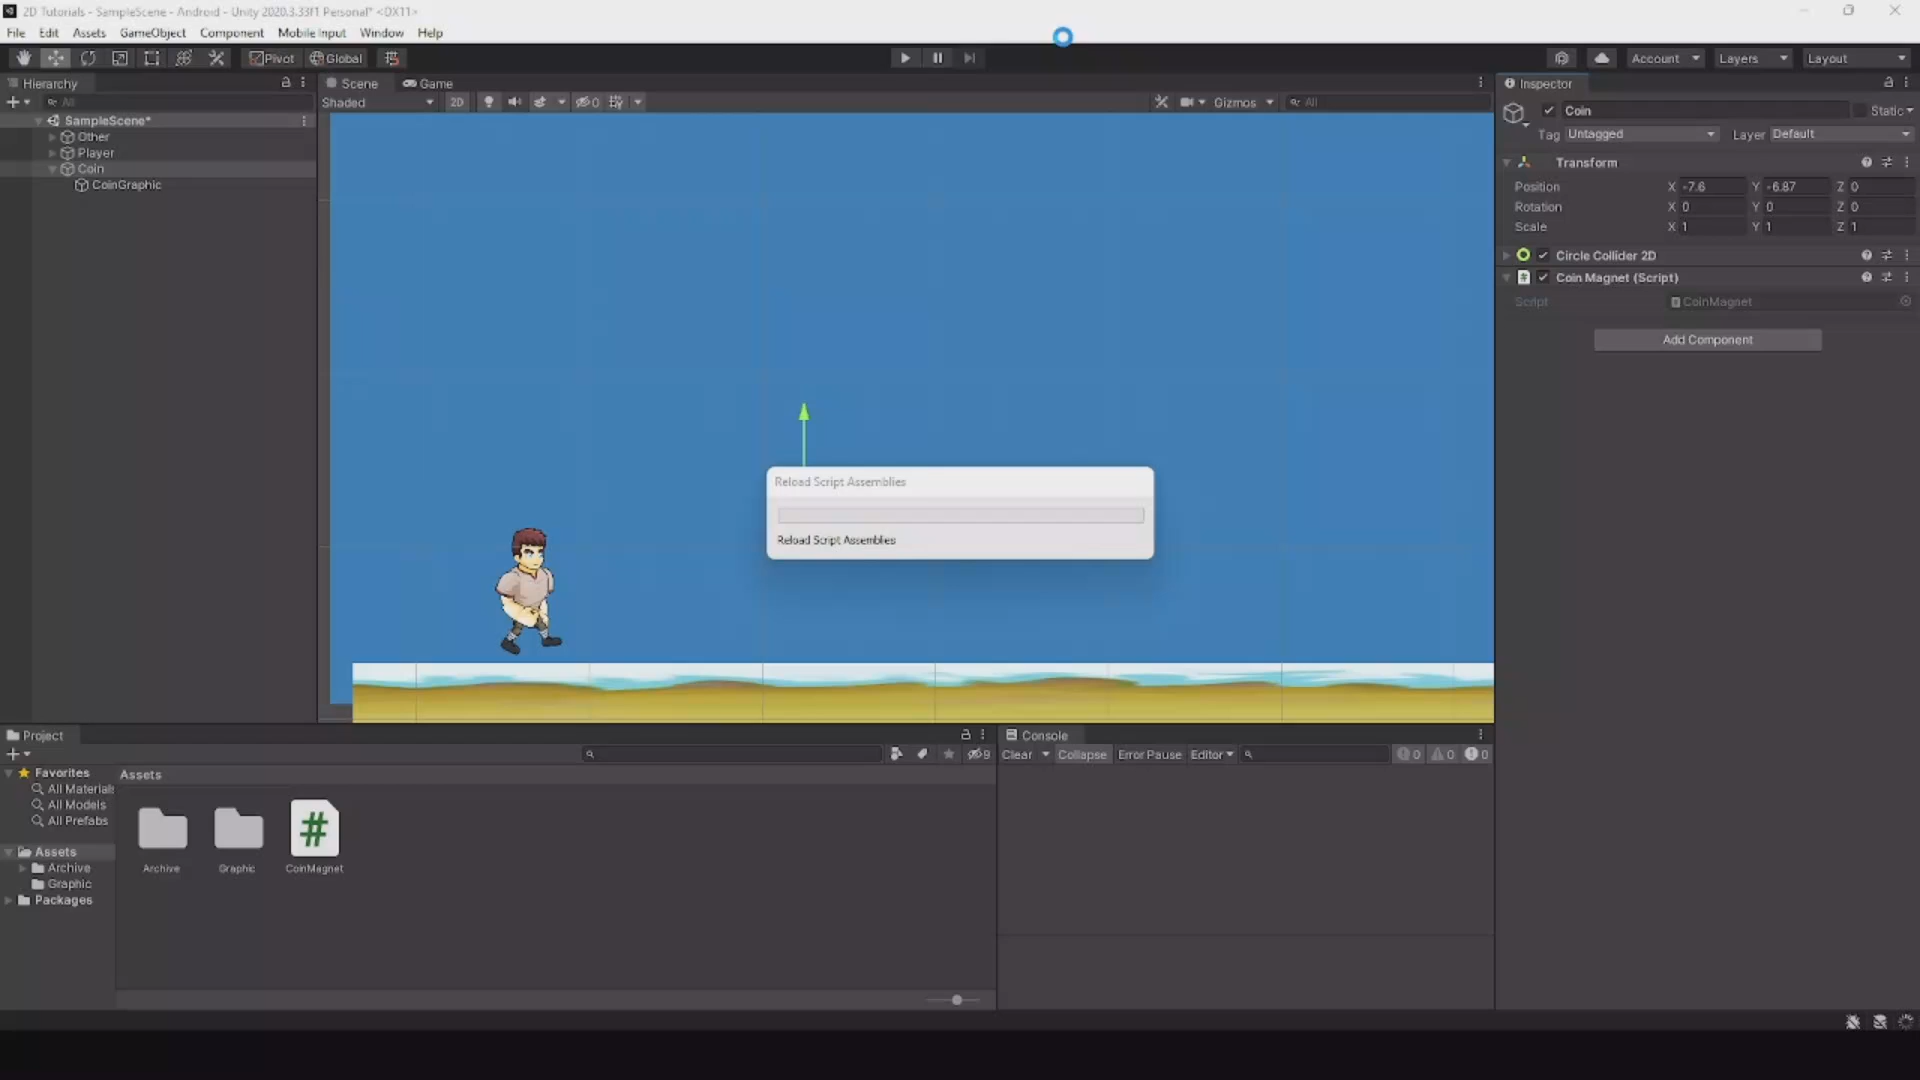 2D Tutorials - SampleScene - Android - Unity 2020.3.33f1 Personal* <DX11>
File Edit Assets GameObject Component Mobile Input Window Help
Pivot Global Account Layers Layout
Hierarchy
All
SampleScene*
Other
Player
Coin
CoinGraphic
Scene Game
Shaded 2D 0 Gizmos All
Reload Script Assemblies
Reload Script Assemblies
Inspector
Coin Static
Tag Untagged Layer Default
Transform
Position X -7.6 Y -6.87 Z 0
Rotation X 0 Y 0 Z 0
Scale X 1 Y 1 Z 1
Circle Collider 2D
Coin Magnet (Script)
Script CoinMagnet
Add Component
Project
9
Favorites
All Materials
All Models
All Prefabs
Assets
Archive
Graphic
Packages
Assets
Archive Graphic CoinMagnet
Console
Clear Collapse Error Pause Editor 0 0 0